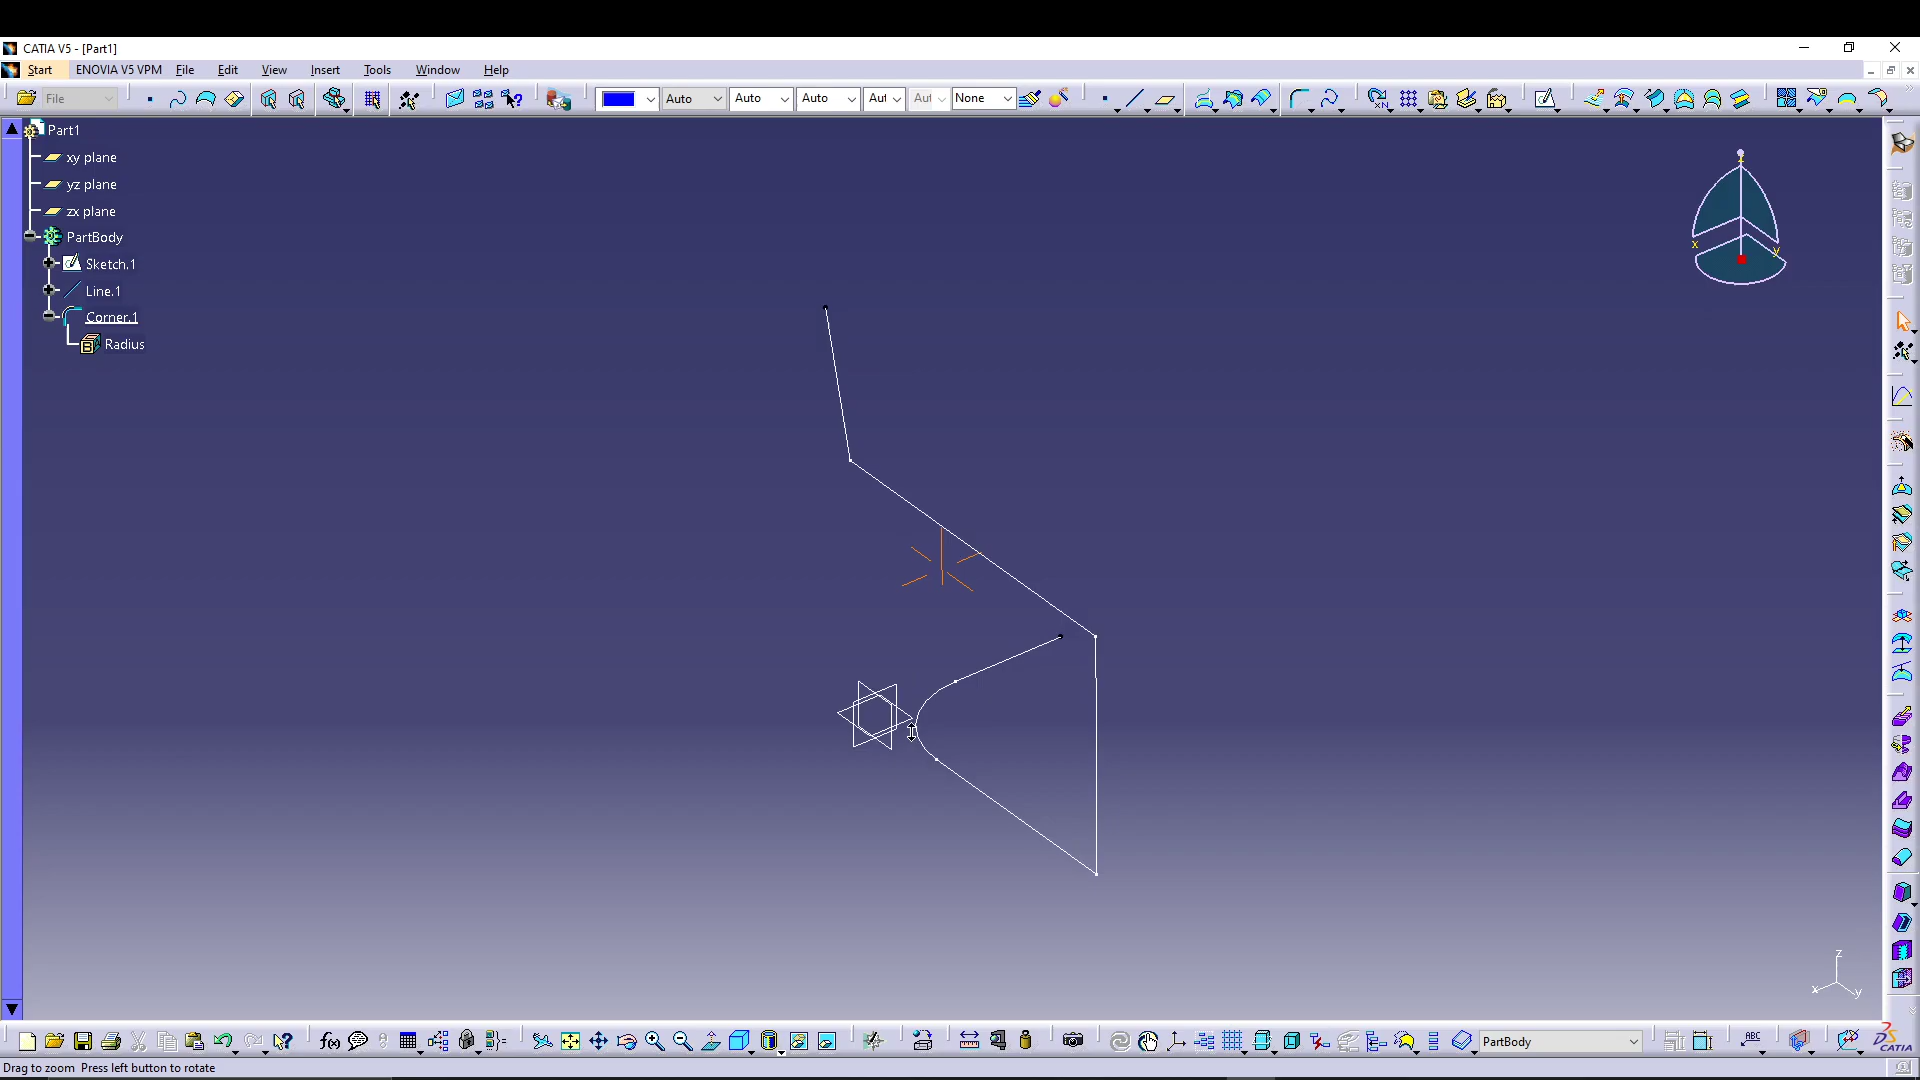 CATIA V5 - [Part1]
Start ENOVIA V5 VPM File Edit View Insert Tools Window Help
File Auto Auto Auto Aut Aut None
Part1
xy plane
yz plane
zx plane
PartBody
Sketch.1
Line.1
Corner.1
Radius
z
x y
z
x y
PartBody
CATIA
Drag to zoom Press left button to rotate